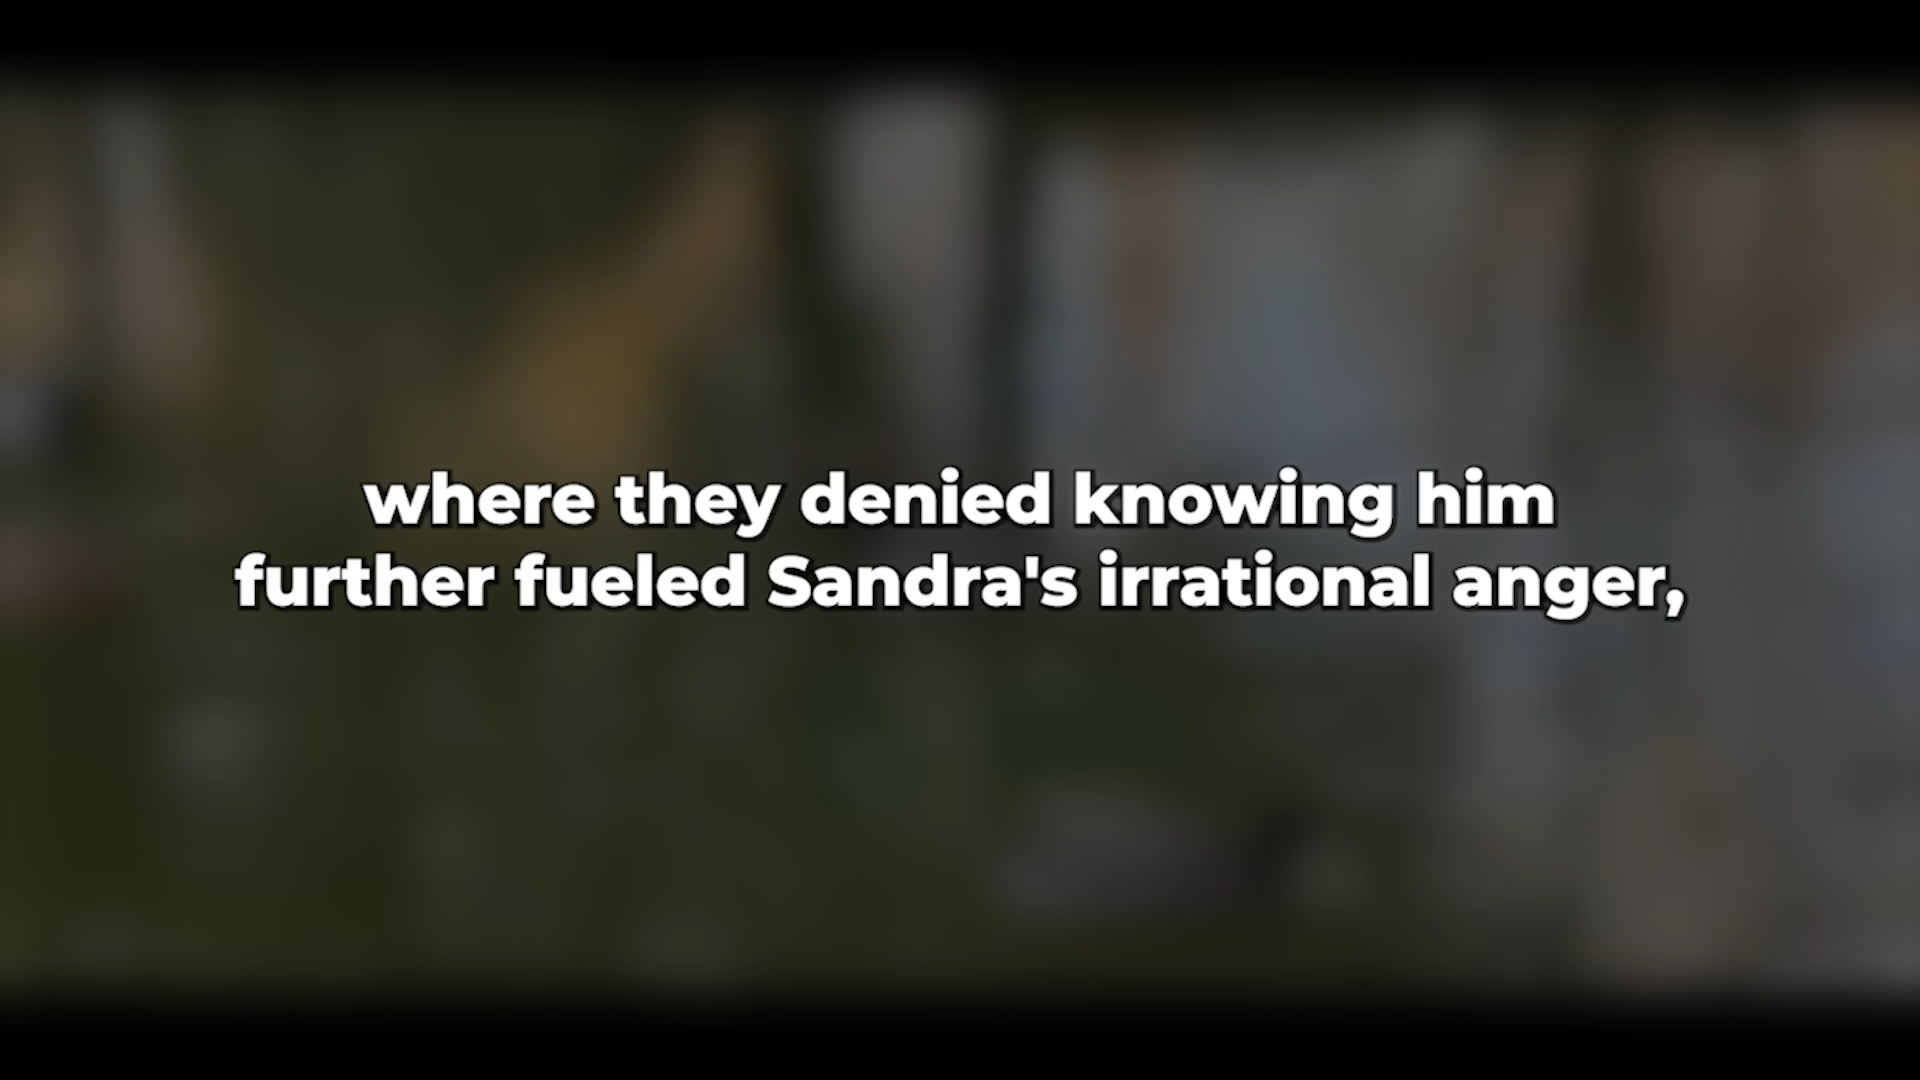 where they denied knowing him
further fueled Sandra's irrational anger,